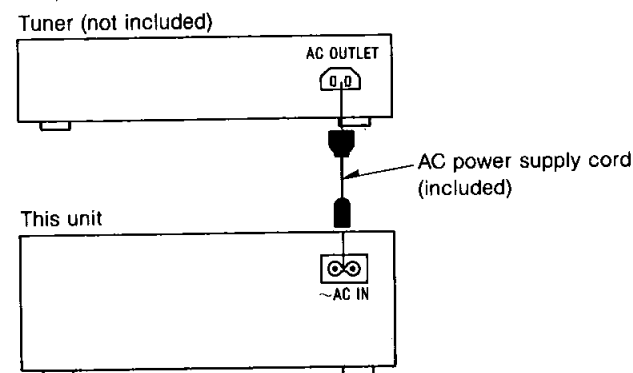 Tuner (not included)
AC OUTLET
AC power supply cord
(included)
This unit
~AC IN